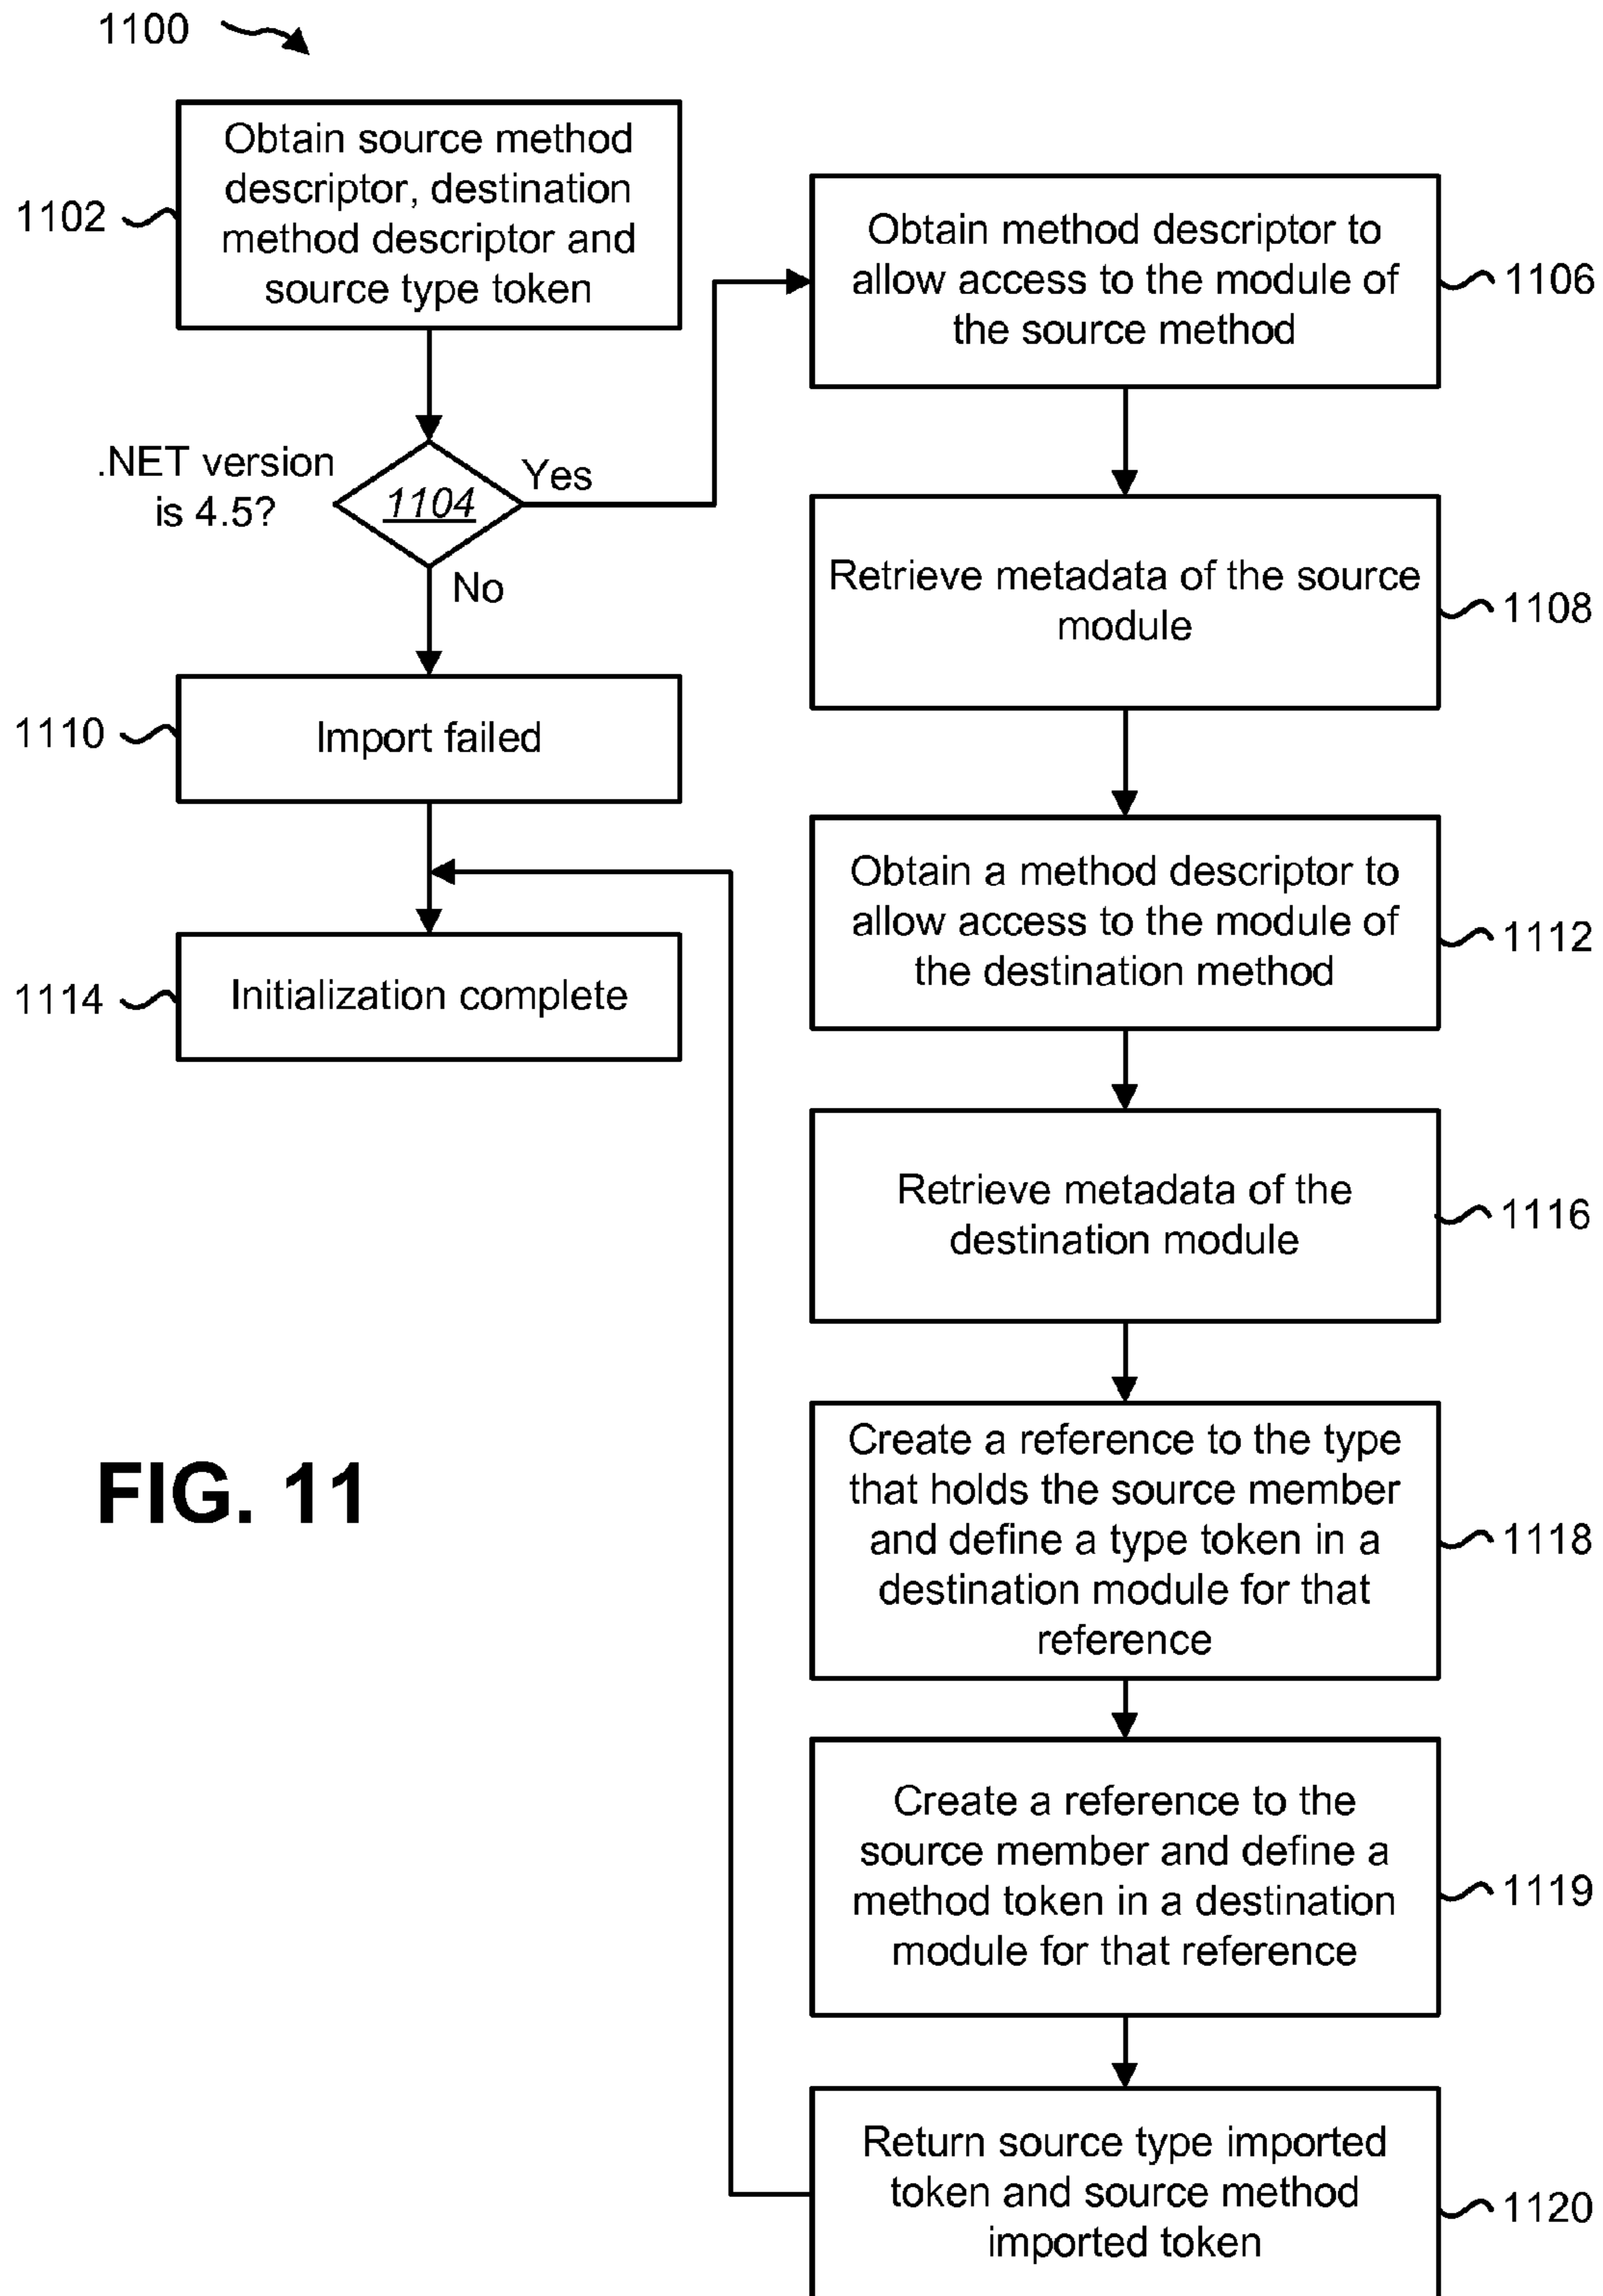 1100
Obtain source method
descriptor, destination
method descriptor and
source type token
1102
.NET version
is 4.5?
1104
Yes
No
Import failed
1110
Initialization complete
1114
Obtain method descriptor to
allow access to the module of
the source method
1106
Retrieve metadata of the source
module
1108
Obtain a method descriptor to
allow access to the module of
the destination method
1112
Retrieve metadata of the
destination module
1116
Create a reference to the type
that holds the source member
and define a type token in a
destination module for that
reference
1118
Create a reference to the
source member and define a
method token in a destination
module for that reference
1119
Return source type imported
token and source method
imported token
1120
FIG. 11